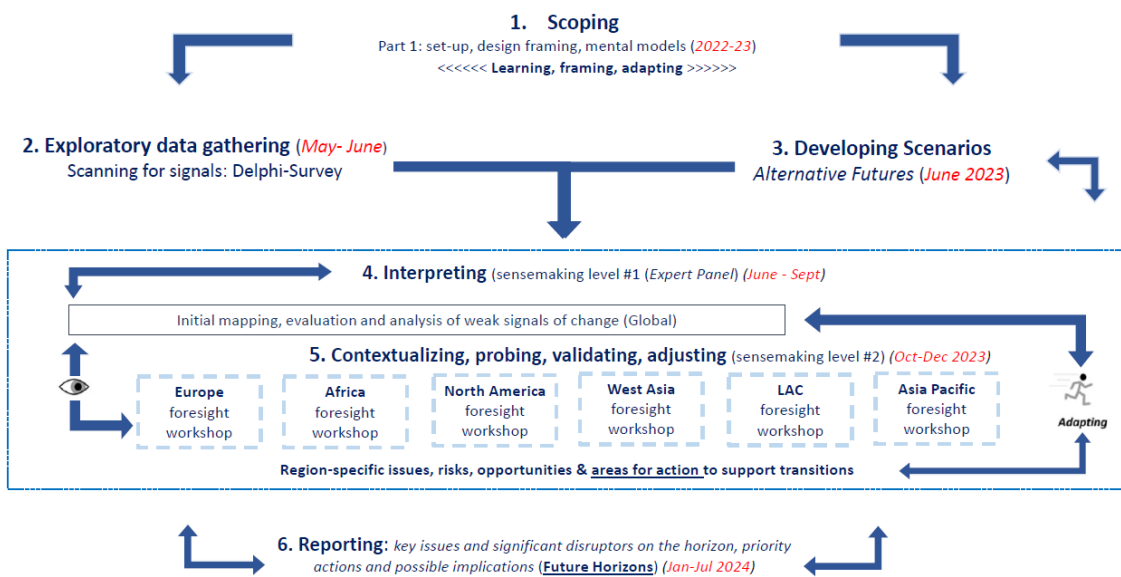 1. Scoping
Part 1: set-up, design framing, mental models (2022-23)
<<<<<< Learning, framing, adapting >>>>>>
2. Exploratory data gathering (May- June)
Scanning for signals: Delphi-Survey
3. Developing Scenarios
Alternative Futures (June 2023)
4. Interpreting (sensemaking level #1 (Expert Panel) (June - Sept)
Initial mapping, evaluation and analysis of weak signals of change (Global)
5. Contextualizing, probing, validating, adjusting (sensemaking level #2) (Oct-Dec 2023)
Europe
foresight
workshop
Africa
foresight
workshop
North America
foresight
workshop
West Asia
foresight
workshop
LAC
foresight
workshop
Asia Pacific
foresight
workshop
Adapting
Region-specific issues, risks, opportunities & areas for action to support transitions
6. Reporting: key issues and significant disruptors on the horizon, priority
actions and possible implications (Future Horizons) (Jan-Jul 2024)